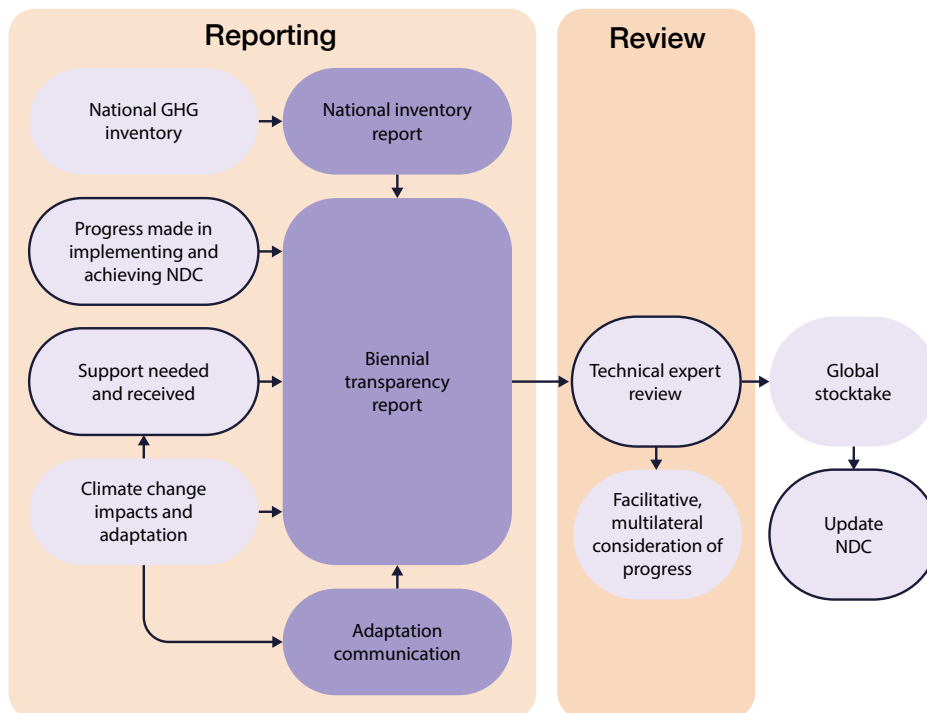 Reporting
Review
National GHG
inventory
National inventory
report
Progress made in
implementing and
achieving NDC
Support needed
and received
Biennial
transparency
report
Technical expert
review
Global
stocktake
Climate change
impacts and
adaptation
Facilitative,
multilateral
consideration of
progress
Update
NDC
Adaptation
communication